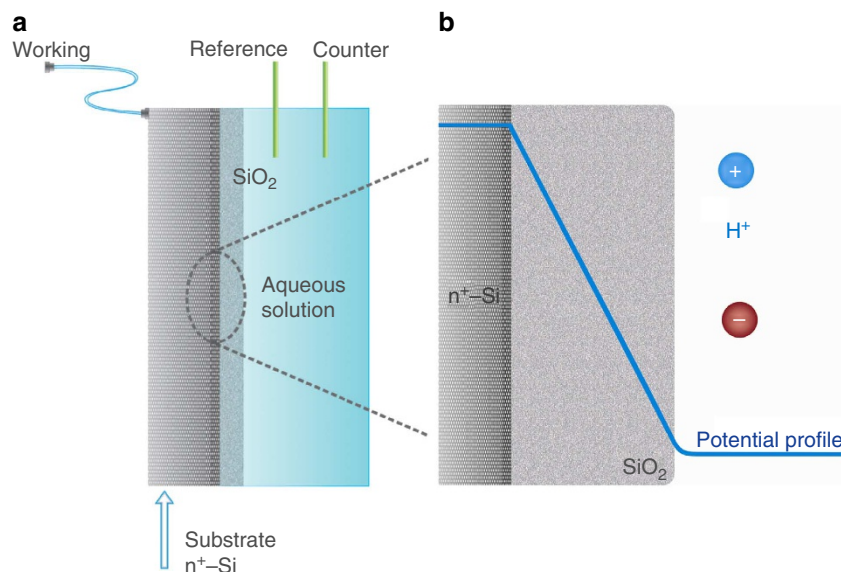 a
Working
Reference
Counter
SiO₂
Aqueous
solution
Substrate
n⁺–Si
b
+
H⁺
n⁺–Si
−
Potential profile
SiO₂